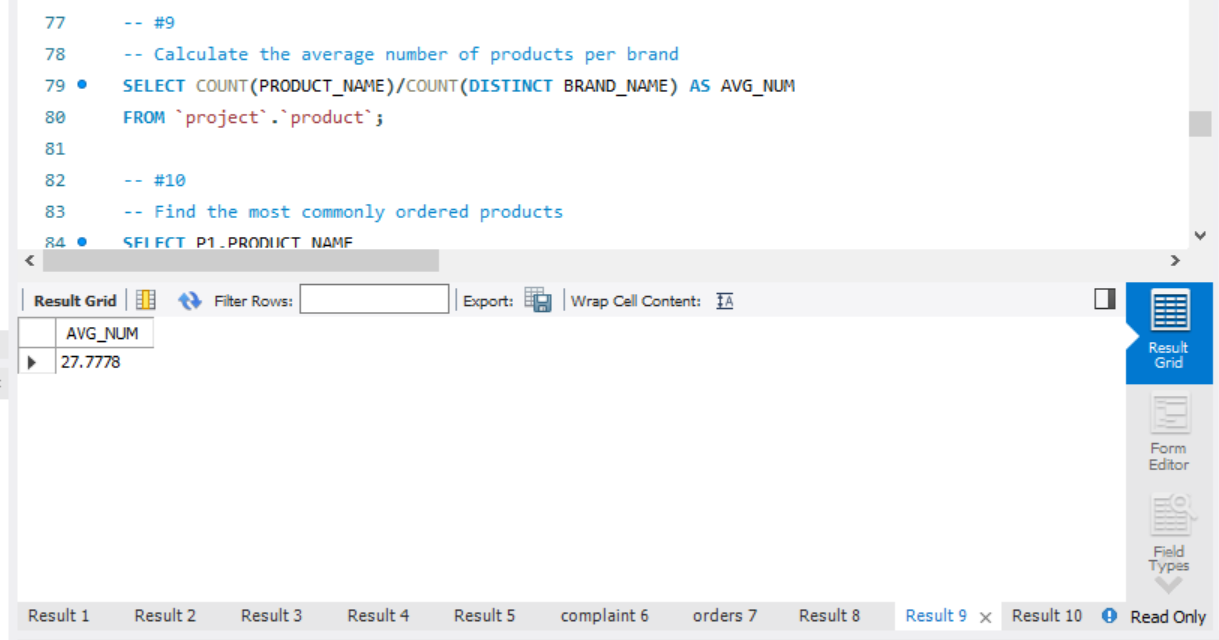 77 -- #9
78 -- Calculate the average number of products per brand
79 SELECT COUNT(PRODUCT_NAME)/COUNT(DISTINCT BRAND_NAME) AS AVG_NUM
80 FROM `project`.`product`;
81
82 -- #10
83 -- Find the most commonly ordered products
84 SELECT P1.PRODUCT_NAME
Result Grid Filter Rows: Export: Wrap Cell Content: IA
AVG_NUM
27.7778
Result
Grid
Form
Editor
Field
Types
Result 1 Result 2 Result 3 Result 4 Result 5 complaint 6 orders 7 Result 8 Result 9 × Result 10 Read Only